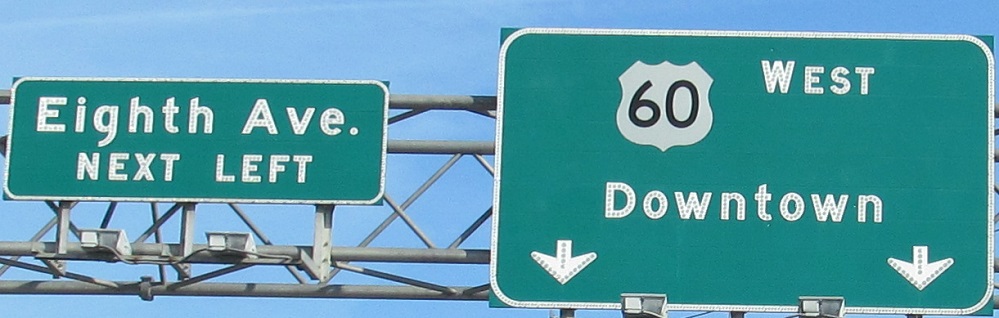 Eighth Ave.
NEXT LEFT
60 WEST
Downtown